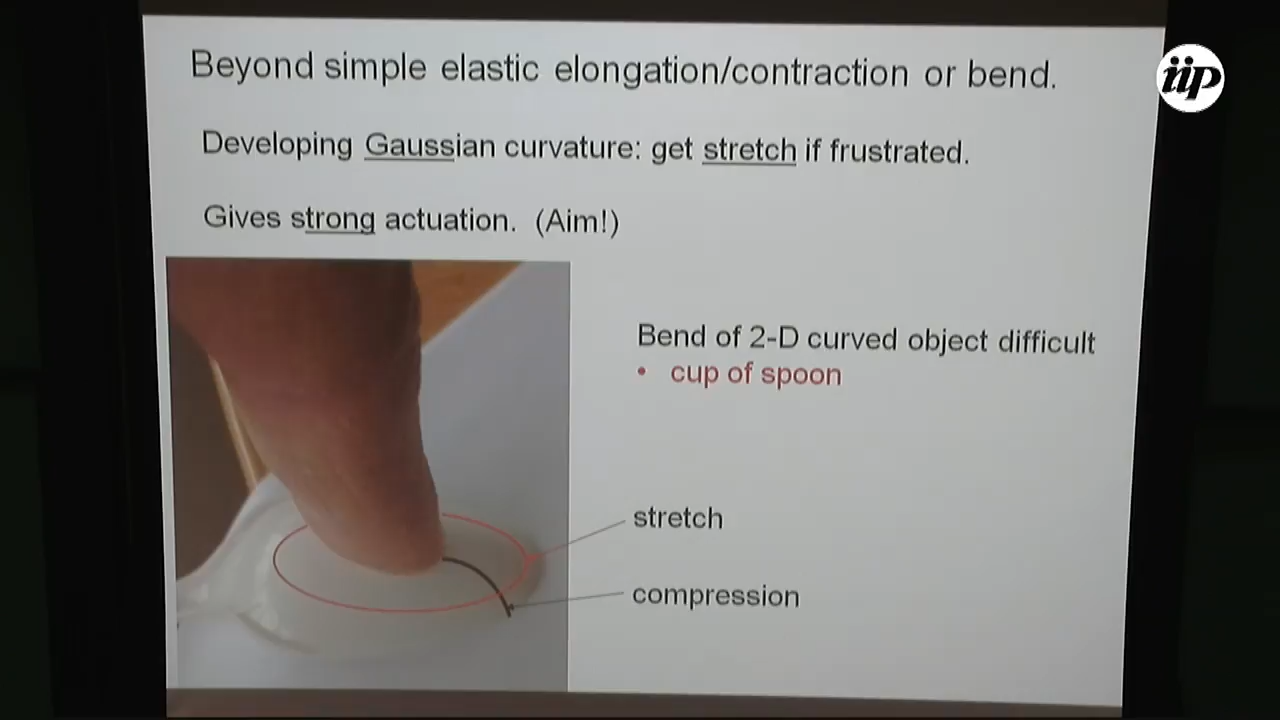 Beyond simple elastic elongation/contraction or bend.
iip
Developing Gaussian curvature: get stretch if frustrated.
Gives strong actuation. (Aim!)
Bend of 2-D curved object difficult
• cup of spoon
stretch
compression